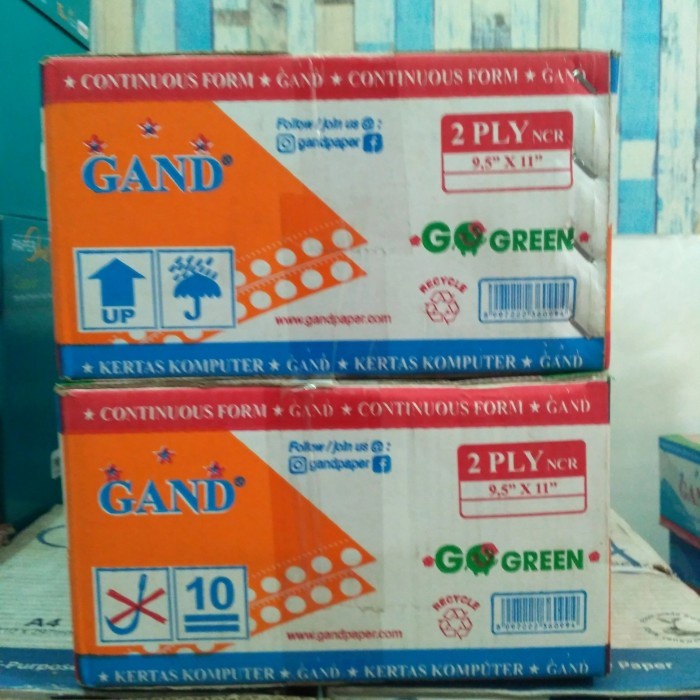 ★ CONTINUOUS FORM ★ GAND ★ CONTINUOUS FORM ★ GAND
Follow / join us @ :
gandpaper
2 PLY NCR
9,5" X 11"
GAND®
GO GREEN
UP
RECYCLE
www.gandpaper.com
★ KERTAS KOMPUTER ★ GAND ★ KERTAS KOMPUTER ★ GAND
★ CONTINUOUS FORM ★ GAND ★ CONTINUOUS FORM ★ GAND
Follow / join us @ :
gandpaper
2 PLY NCR
9,5" X 11"
GAND®
GO GREEN
10
RECYCLE
www.gandpaper.com
★ KERTAS KOMPUTER ★ GAND ★ KERTAS KOMPUTER ★ GAND
A4
Paper